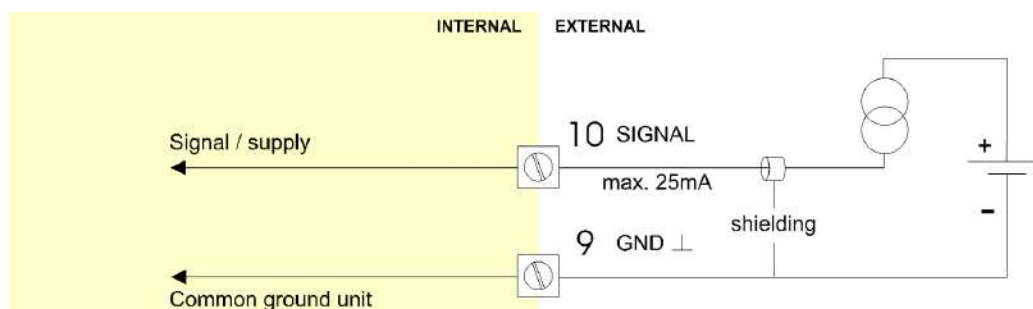 INTERNAL EXTERNAL
Signal / supply
10 SIGNAL
max. 25mA
+
shielding
-
9 GND ⊥
Common ground unit